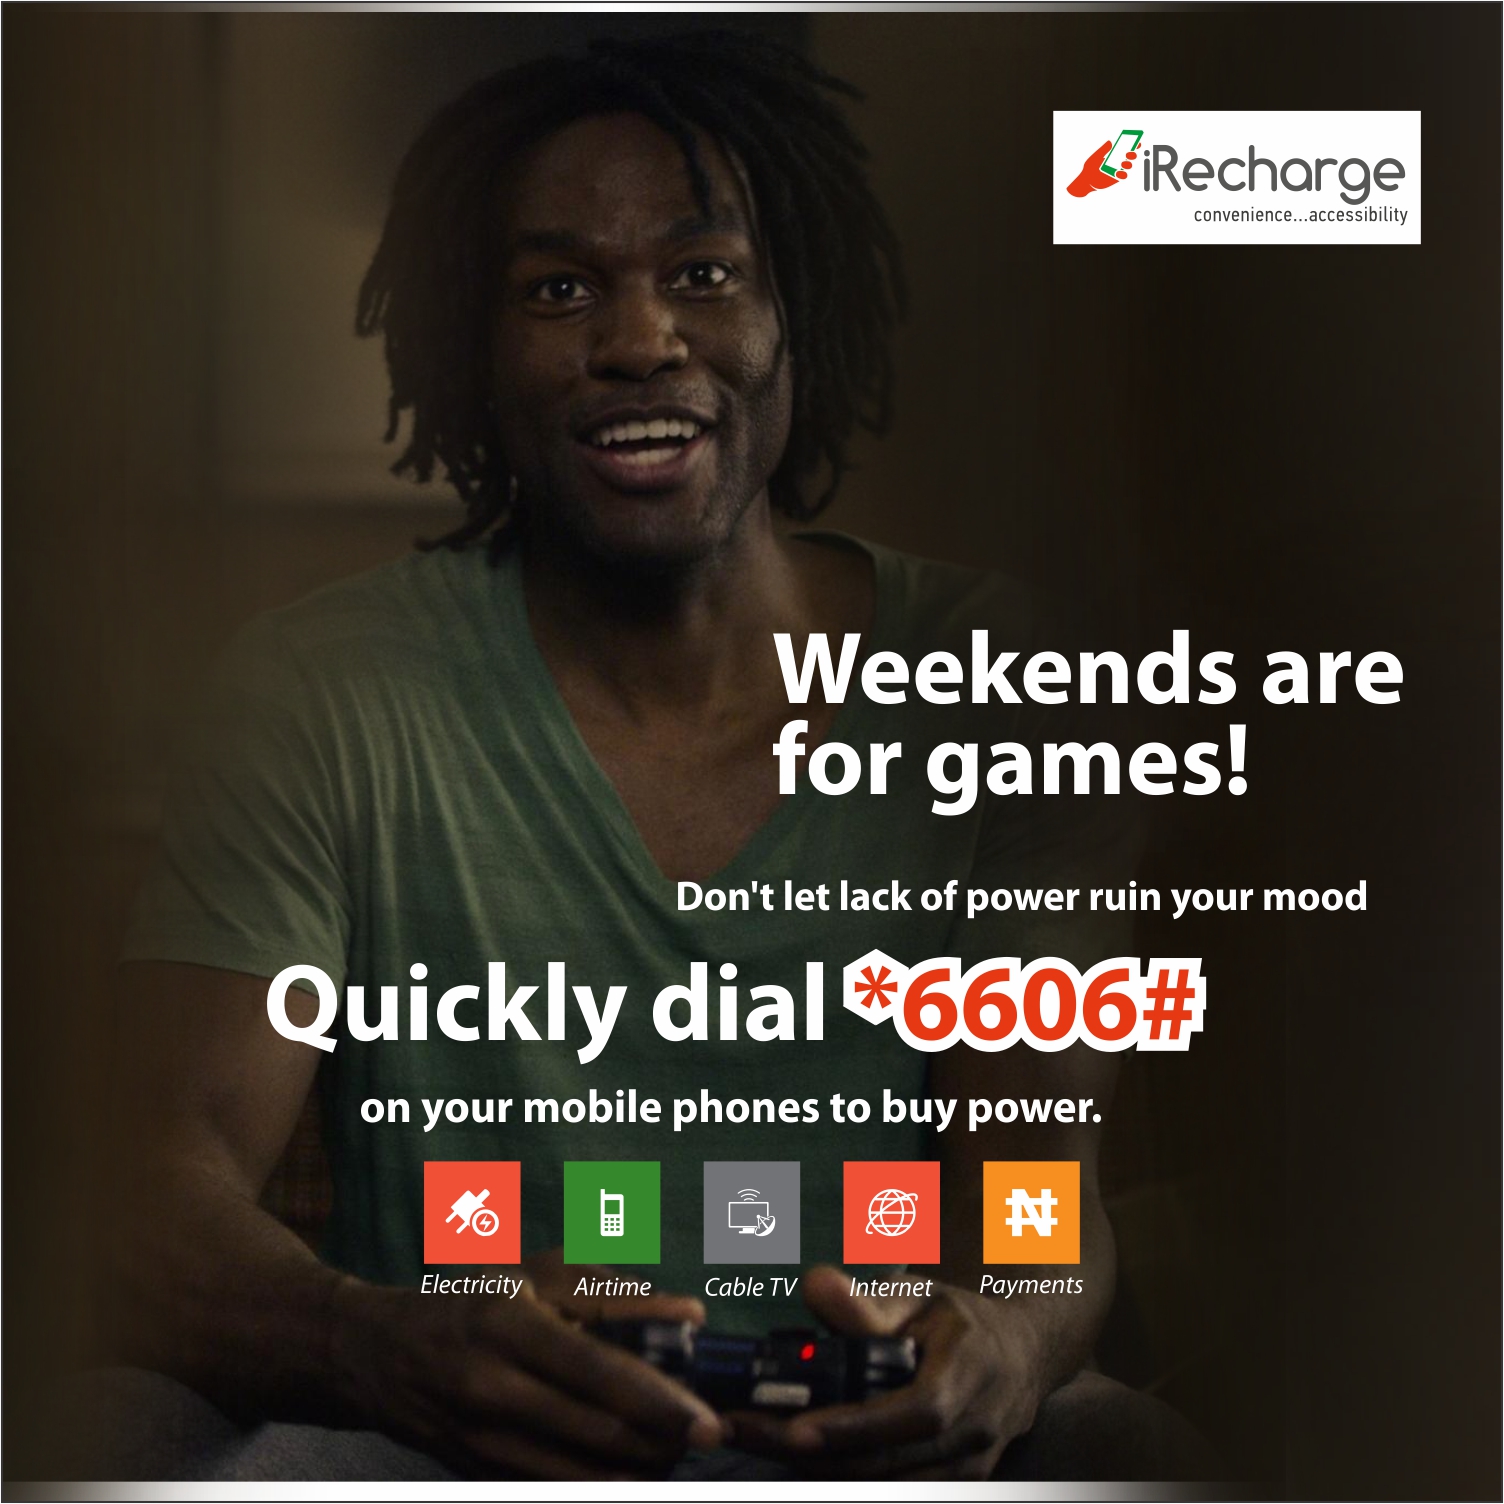 iRecharge
convenience...accessibility
Weekends are
for games!
Don't let lack of power ruin your mood
Quickly dial *6606#
on your mobile phones to buy power.
Electricity Airtime Cable TV Internet Payments